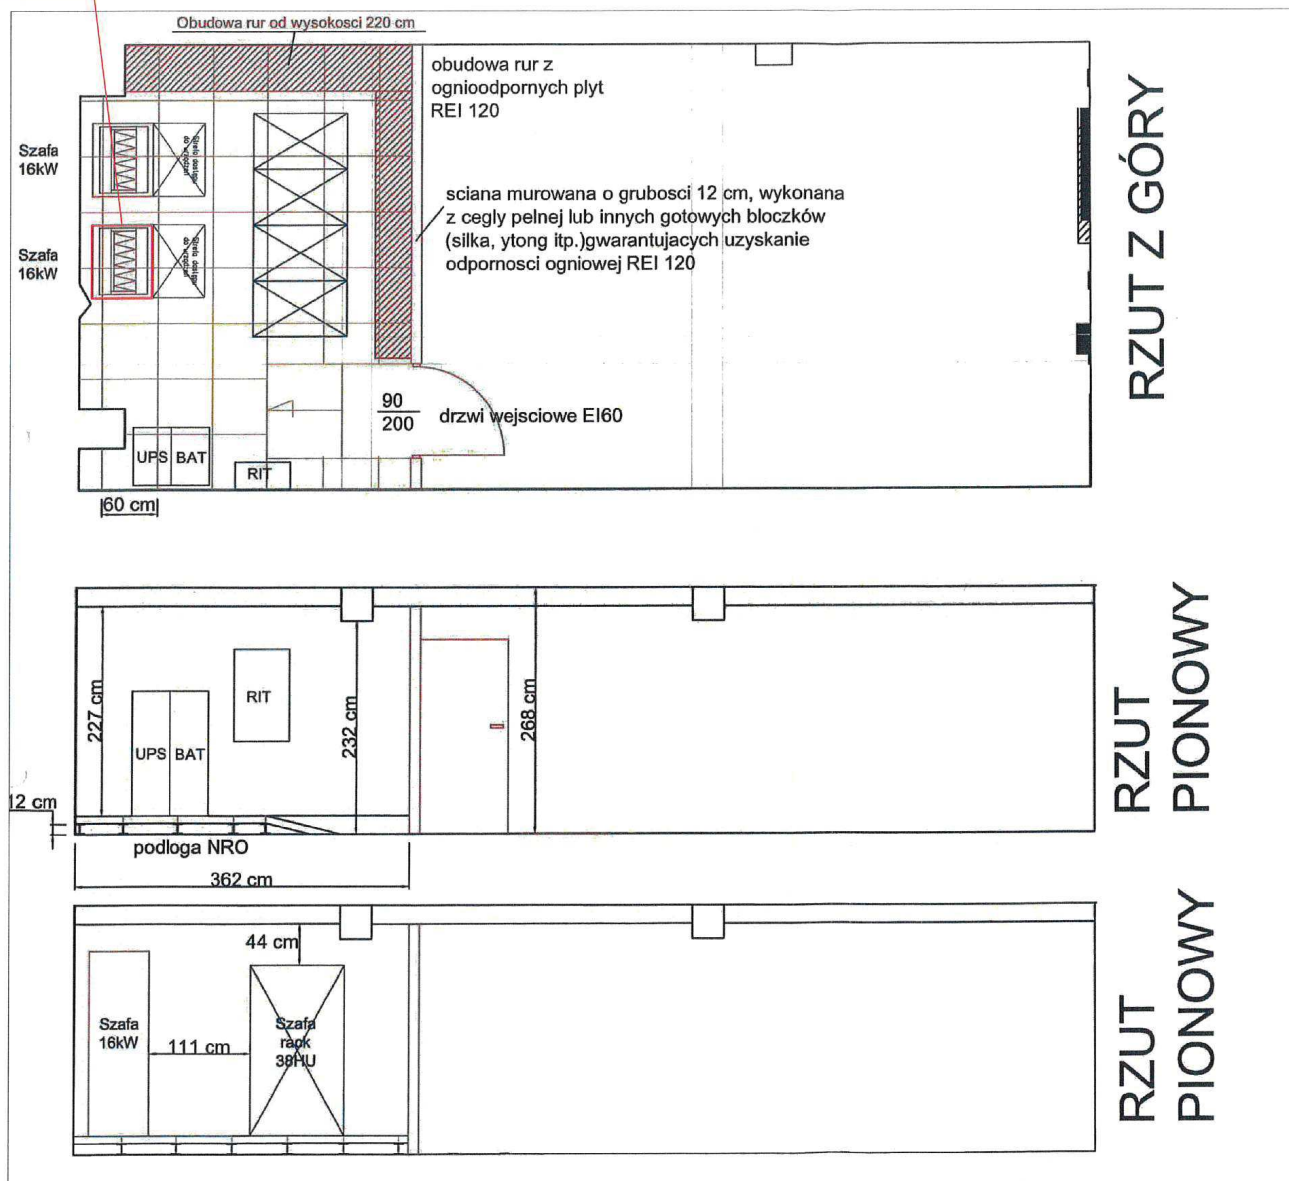 Obudowa rur od wysokosci 220 cm
obudowa rur z
ognioodpornych plyt
REI 120
Szafa
16kW
sciana murowana o grubosci 12 cm, wykonana
z cegly pelnej lub innych gotowych bloczków
(silka, ytong itp.)gwarantujacych uzyskanie
odpornosci ogniowej REI 120
Szafa
16kW
90
200
drzwi wejsciowe EI60
UPS
BAT
RIT
60 cm
RZUT Z GÓRY
227 cm
RIT
UPS
BAT
232 cm
268 cm
12 cm
podloga NRO
362 cm
RZUT
PIONOWY
44 cm
Szafa
16kW
111 cm
Szafa
rack
38HU
RZUT
PIONOWY